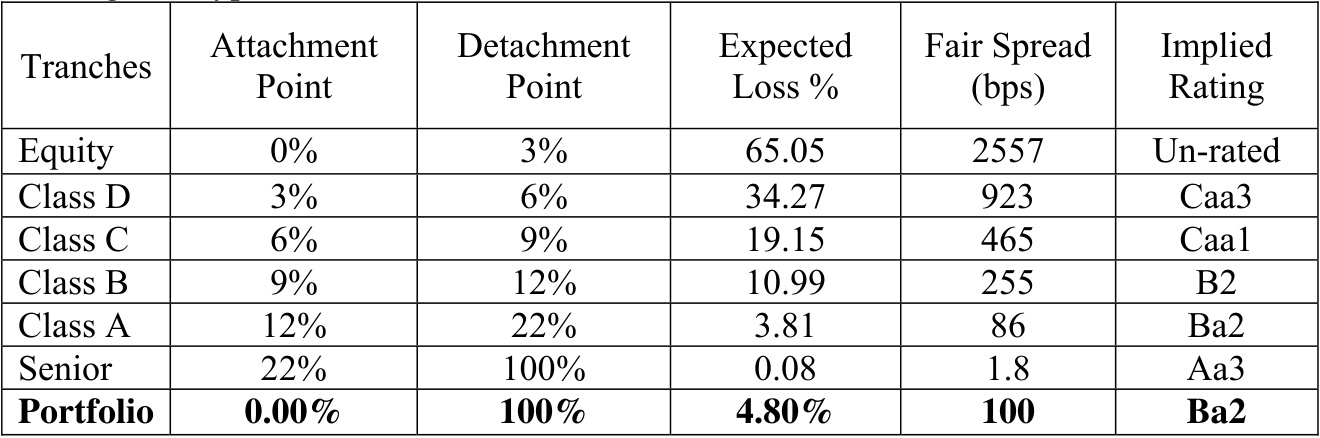 Tranches Attachment Point Detachment Point Expected Loss % Fair Spread (bps) Implied Rating
Equity 0% 3% 65.05 2557 Un-rated
Class D 3% 6% 34.27 923 Caa3
Class C 6% 9% 19.15 465 Caa1
Class B 9% 12% 10.99 255 B2
Class A 12% 22% 3.81 86 Ba2
Senior 22% 100% 0.08 1.8 Aa3
Portfolio 0.00% 100% 4.80% 100 Ba2